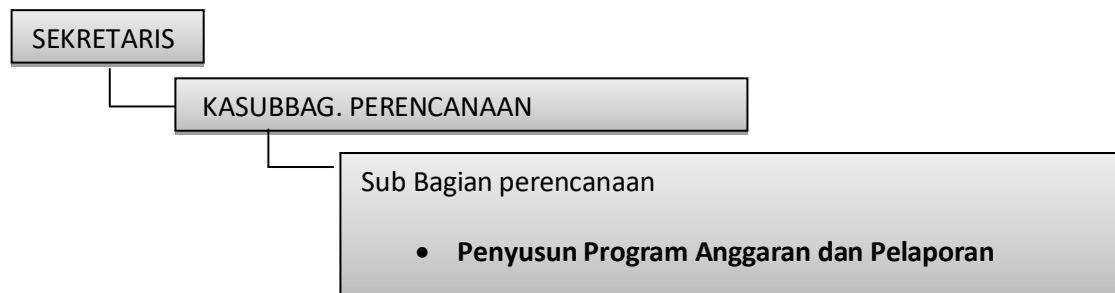 SEKRETARIS
KASUBBAG. PERENCANAAN
Sub Bagian perencanaan
• Penyusun Program Anggaran dan Pelaporan